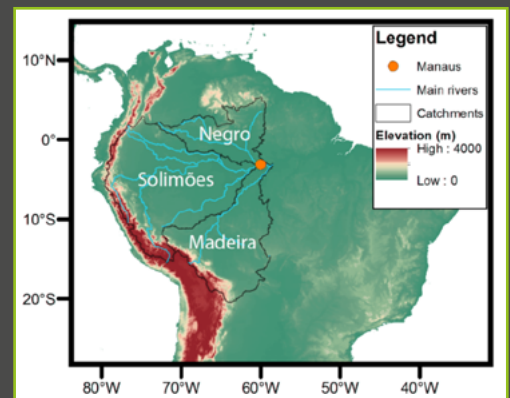 Legend
Manaus
Main rivers
Catchments
Elevation (m)
High : 4000
Low : 0
10°N
0°
10°S
20°S
Negro
Solimões
Madeira
80°W 70°W 60°W 50°W 40°W